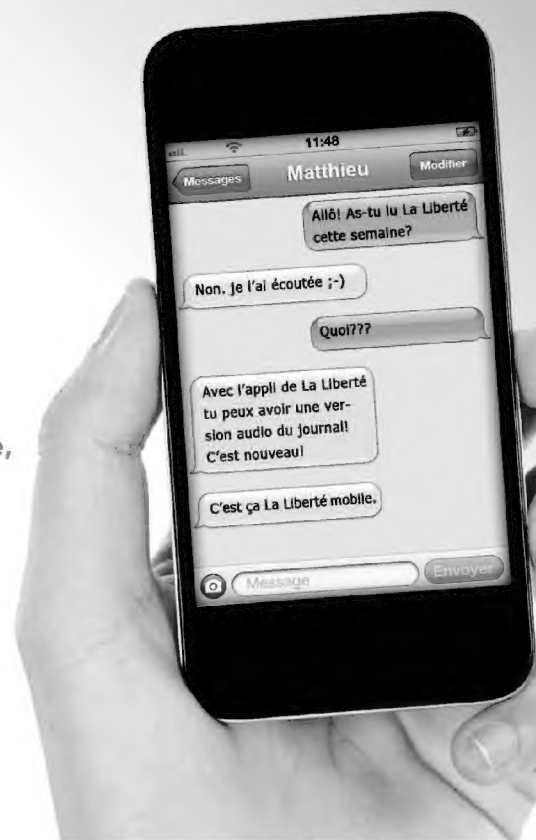 11:48
Messages
Matthieu
Modifier
Allô! As-tu lu La Liberté
cette semaine?
Non, je l'ai écoutée ;-)
Quoi???
Avec l'appli de La Liberté
tu peux avoir une ver-
sion audio du journal!
C'est nouveau!
C'est ça La Liberté mobile.
Message
Envoyer